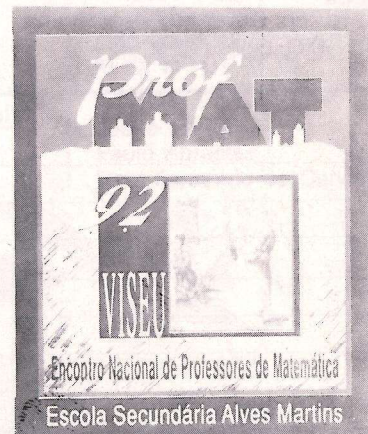 Prof
MAT
92
VISEU
Encontro Nacional de Professores de Matemática
Escola Secundária Alves Martins